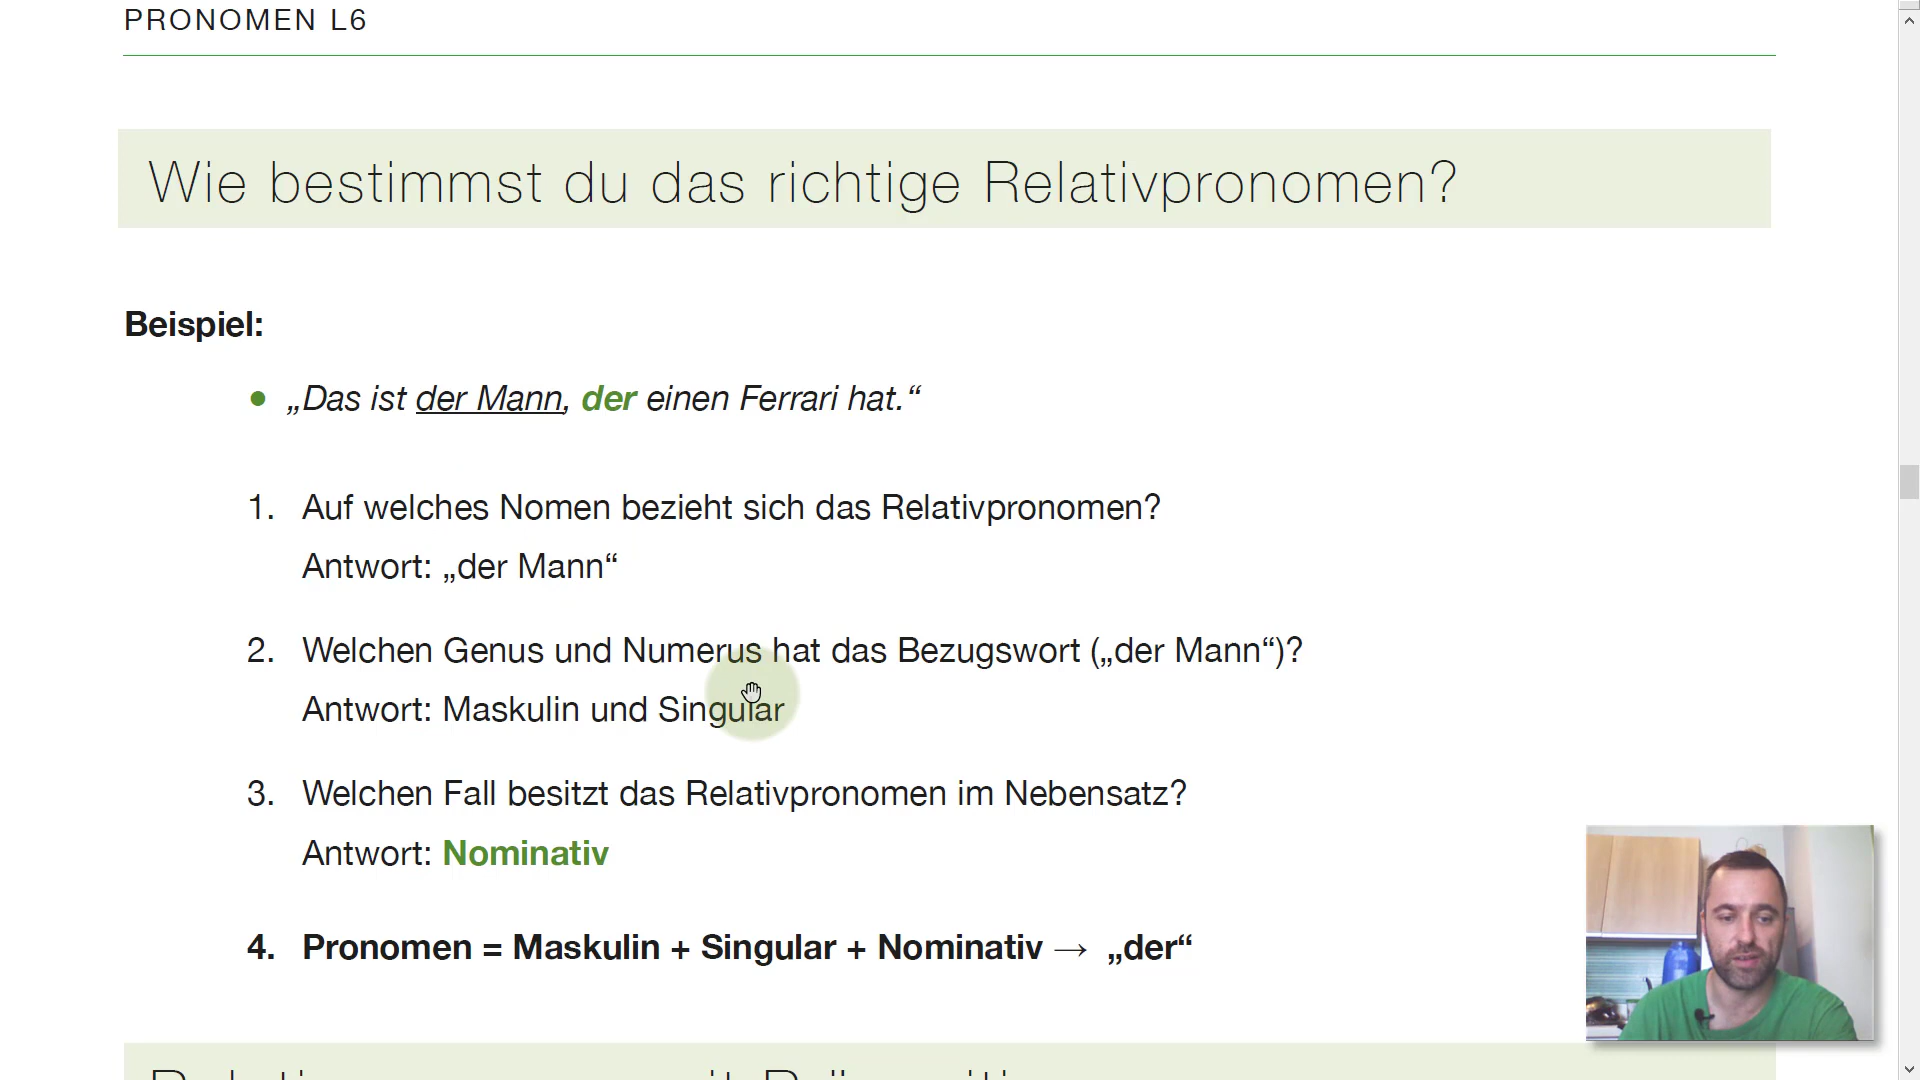 PRONOMEN L6
Wie bestimmst du das richtige Relativpronomen?
Beispiel:
• „Das ist der Mann, der einen Ferrari hat.“
1. Auf welches Nomen bezieht sich das Relativpronomen?
Antwort: „der Mann“
2. Welchen Genus und Numerus hat das Bezugswort („der Mann“)?
Antwort: Maskulin und Singular
3. Welchen Fall besitzt das Relativpronomen im Nebensatz?
Antwort: Nominativ
4. Pronomen = Maskulin + Singular + Nominativ → „der“